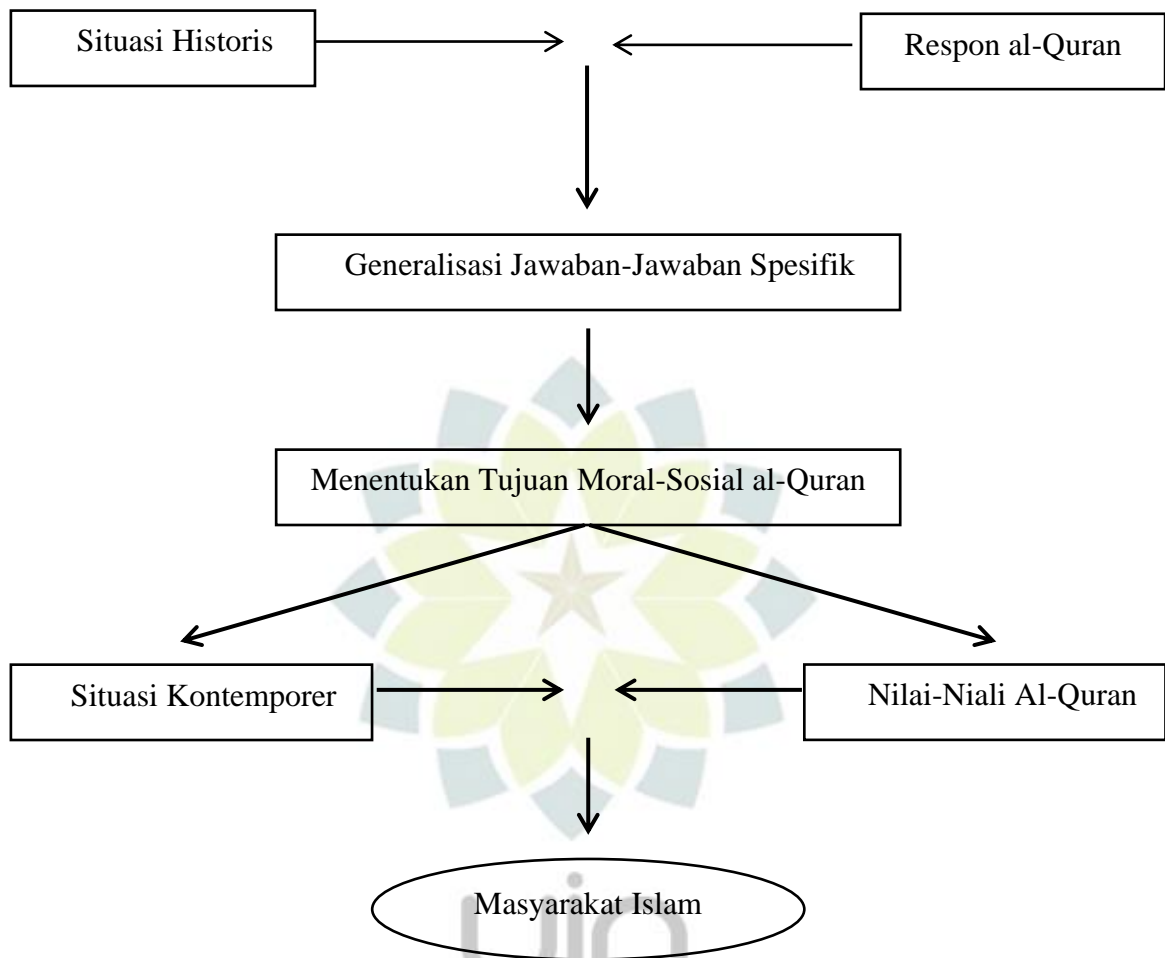 Situasi Historis
Respon al-Quran
Generalisasi Jawaban-Jawaban Spesifik
Menentukan Tujuan Moral-Sosial al-Quran
Situasi Kontemporer
Nilai-Niali Al-Quran
Masyarakat Islam
uin